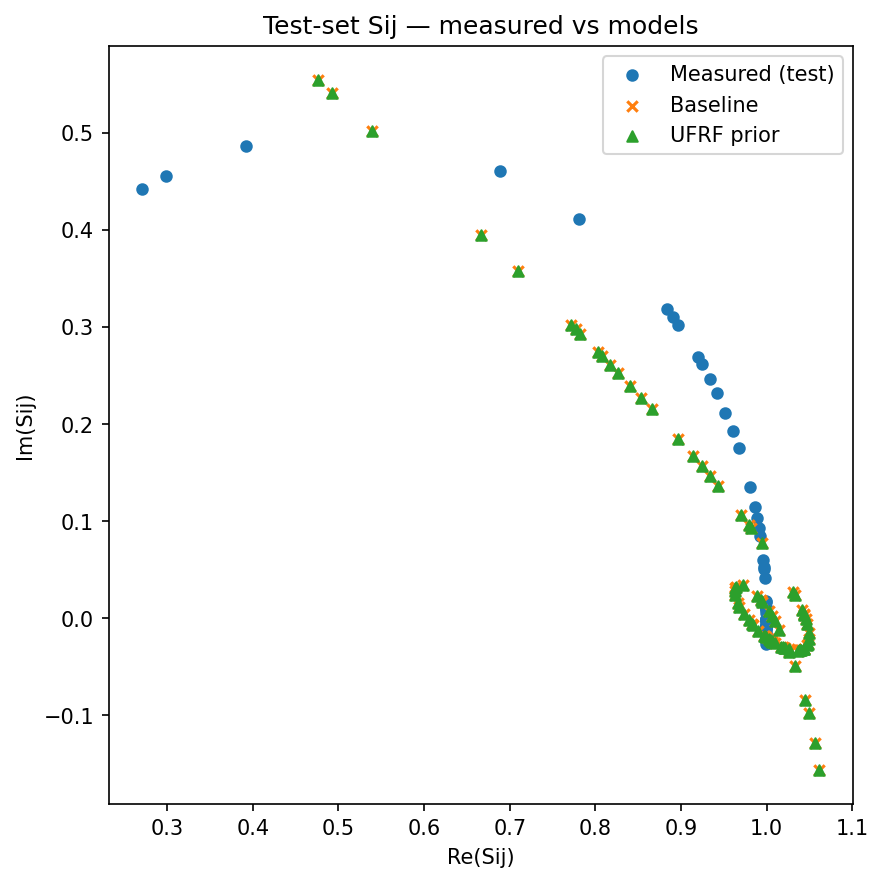 Test-set Sij — measured vs models
Measured (test)
Baseline
UFRF prior
Im(Sij)
0.5
0.4
0.3
0.2
0.1
0.0
−0.1
0.3 0.4 0.5 0.6 0.7 0.8 0.9 1.0 1.1
Re(Sij)